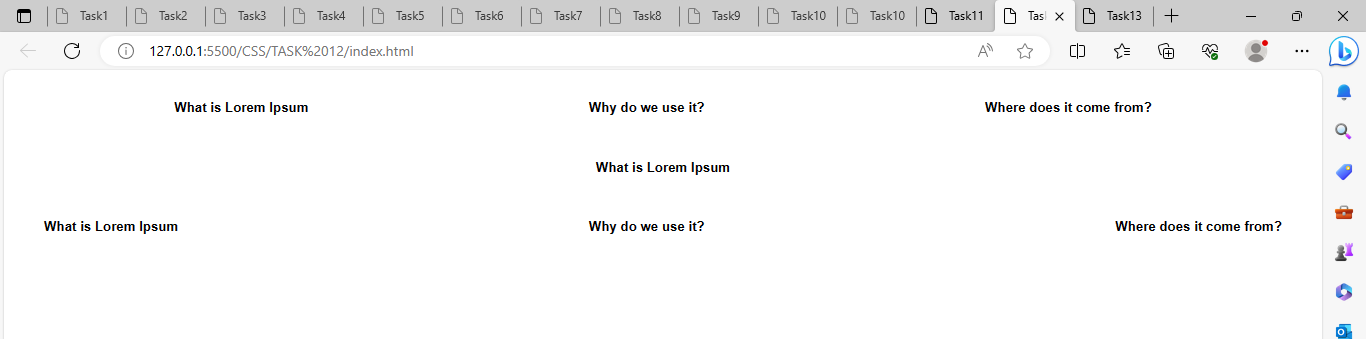 Task1 Task2 Task3 Task4 Task5 Task6 Task7 Task8 Task9 Task10 Task10 Task11 Tas Task13
127.0.0.1:5500/CSS/TASK%2012/index.html
What is Lorem Ipsum Why do we use it? Where does it come from?
What is Lorem Ipsum
What is Lorem Ipsum Why do we use it? Where does it come from?